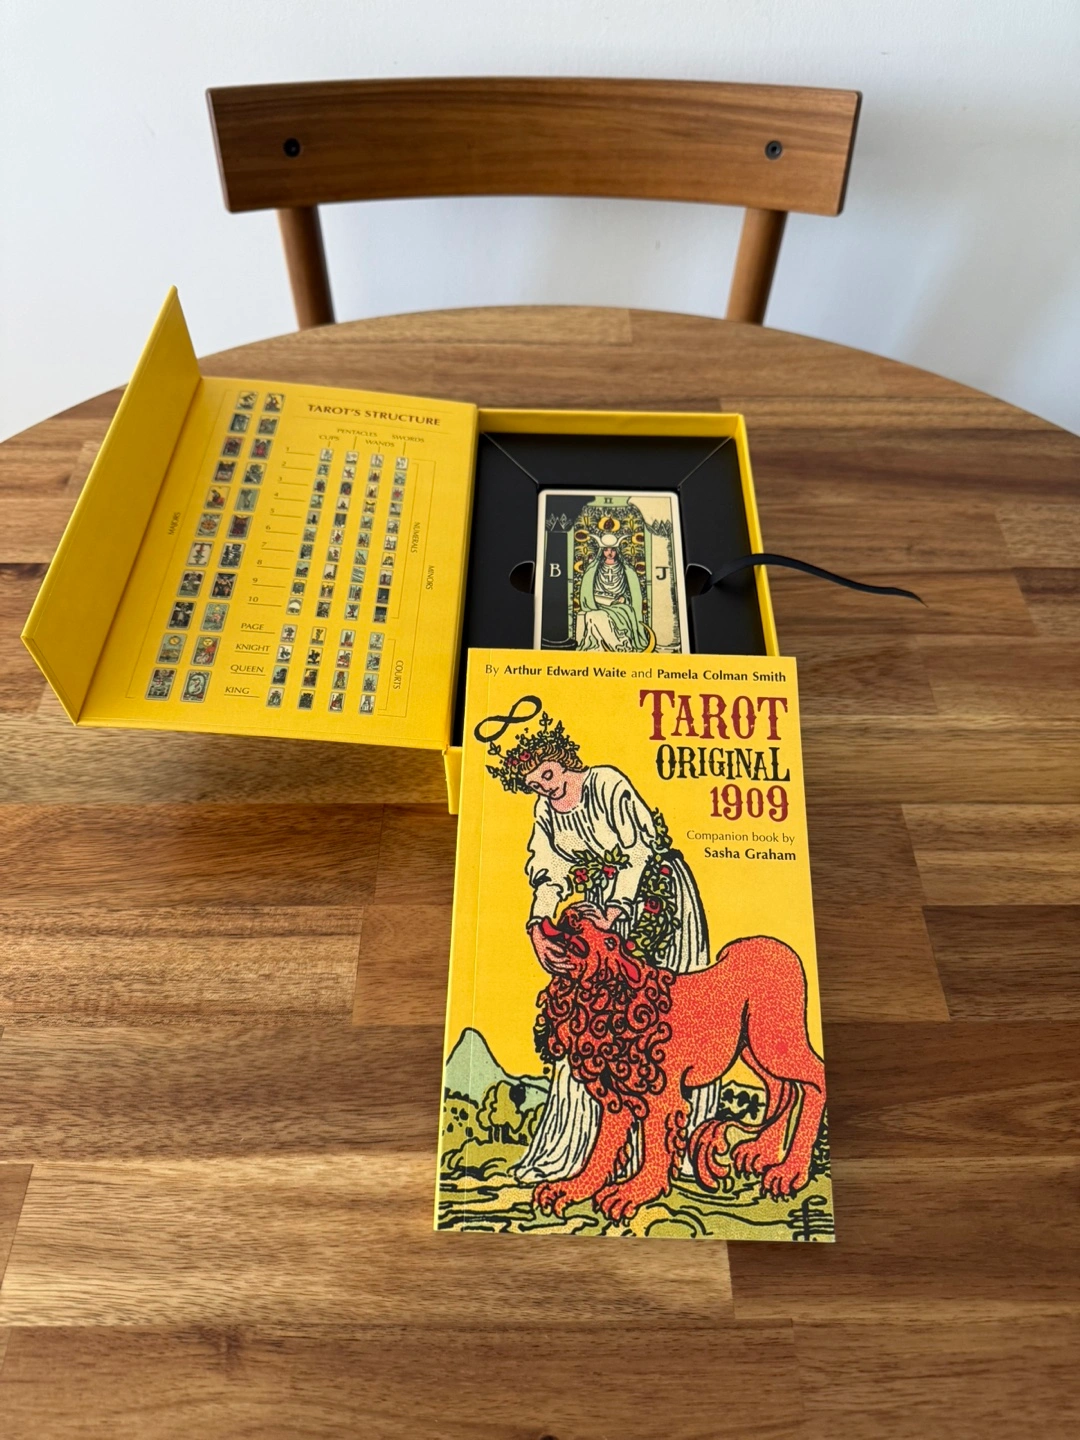 TAROT'S STRUCTURE
PENTACLES SWORDS
CUPS WANDS
1
2
3
4
5
6
7
8
9
10
PAGE
KNIGHT
QUEEN
KING
MAJORS
NUMERALS
MINORS
COURTS
II
B J
By Arthur Edward Waite and Pamela Colman Smith
TAROT
ORIGINAL
1909
Companion book by
Sasha Graham